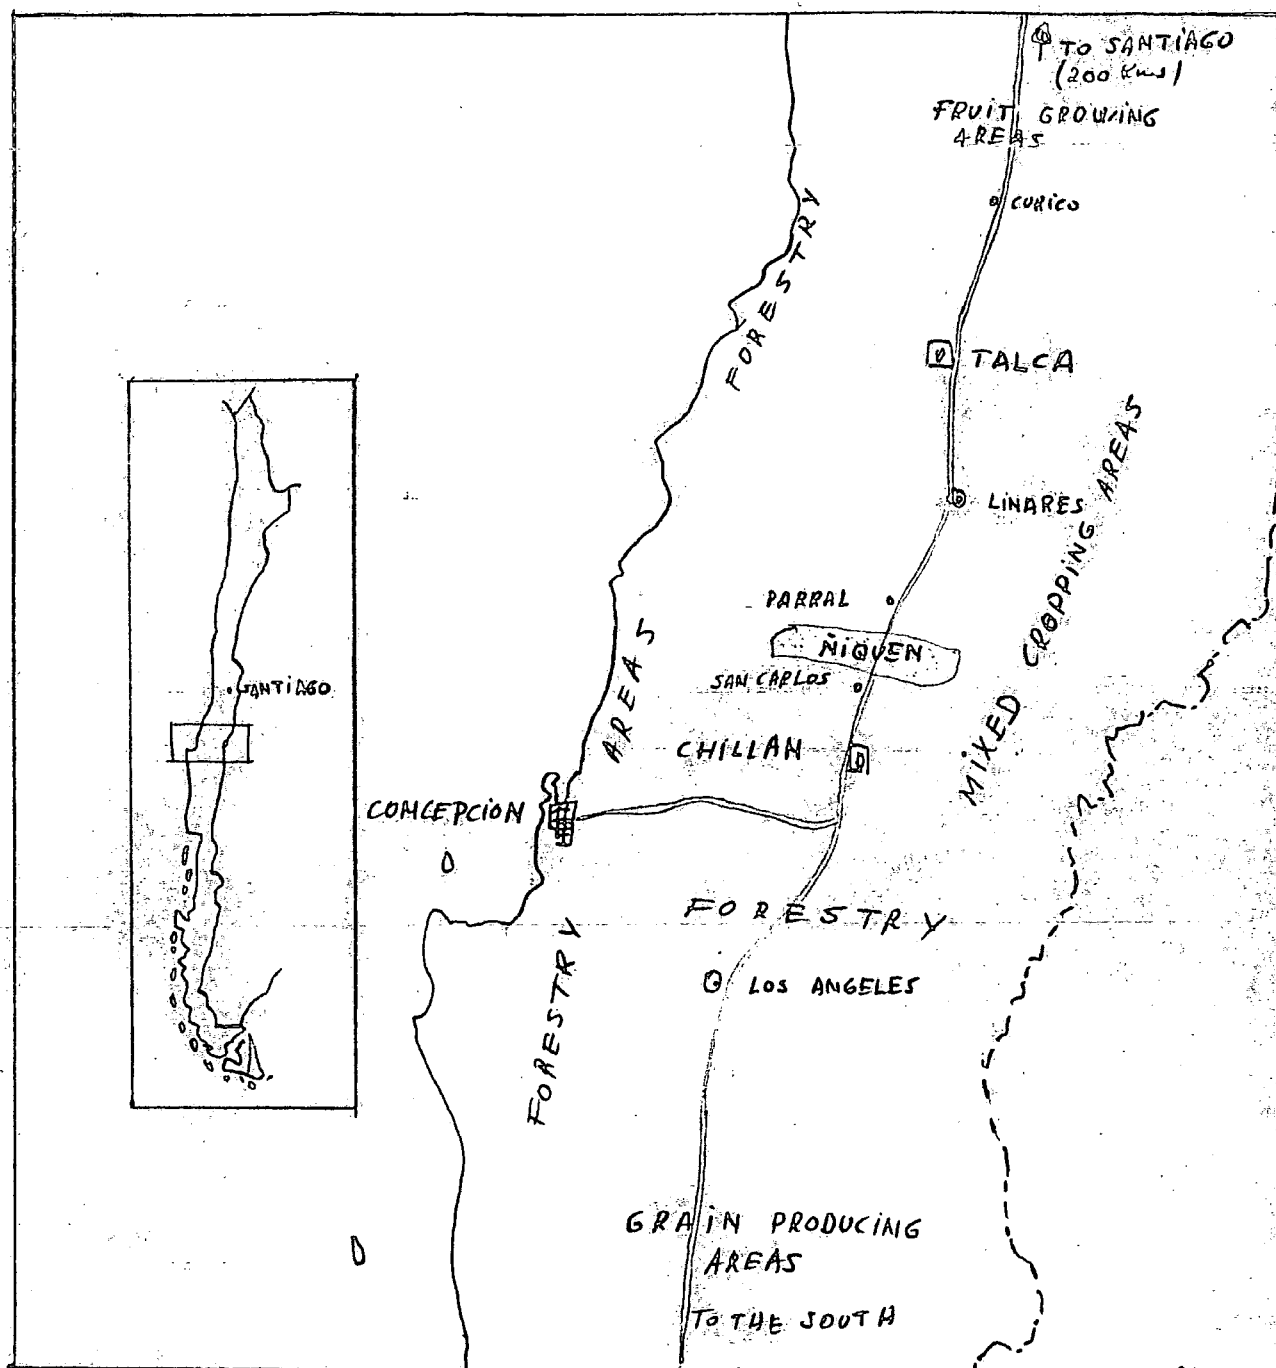 TO SANTIAGO
(200 Kms)
FRUIT GROWING
AREAS
CURICO
FORESTRY
TALCA
MIXED CROPPING AREAS
LINARES
PARRAL
ÑIQUEN
SAN CARLOS
AREAS
SANTIAGO
CHILLAN
CONCEPCION
FORESTRY
FORESTRY
LOS ANGELES
GRAIN PRODUCING
AREAS
TO THE SOUTH